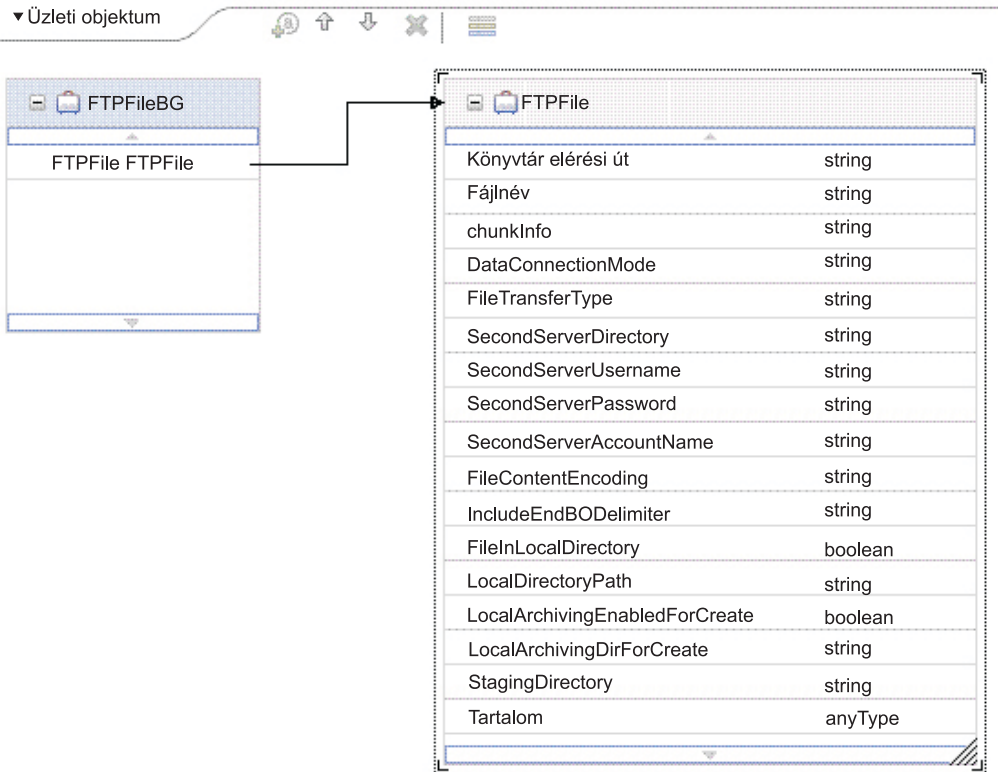 Üzleti objektum
FTPFileBG
FTPFile FTPFile
FTPFile
Könyvtár elérési út string
Fájlnév string
chunkInfo string
DataConnectionMode string
FileTransferType string
SecondServerDirectory string
SecondServerUsername string
SecondServerPassword string
SecondServerAccountName string
FileContentEncoding string
IncludeEndBODelimiter string
FileInLocalDirectory boolean
LocalDirectoryPath string
LocalArchivingEnabledForCreate boolean
LocalArchivingDirForCreate string
StagingDirectory string
Tartalom anyType